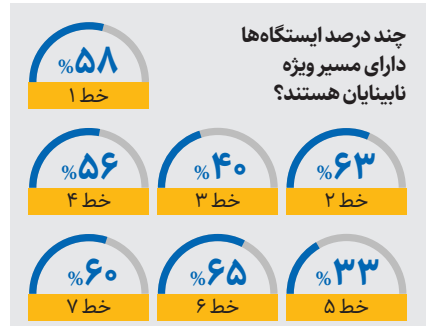 چند درصد ایستگاه‌ها
دارای مسیر ویژه
نابینایان هستند؟
۵۸%
خط ۱
۶۳%
خط ۲
۴۰%
خط ۳
۵۶%
خط ۴
۳۳%
خط ۵
۶۵%
خط ۶
۶۰%
خط ۷